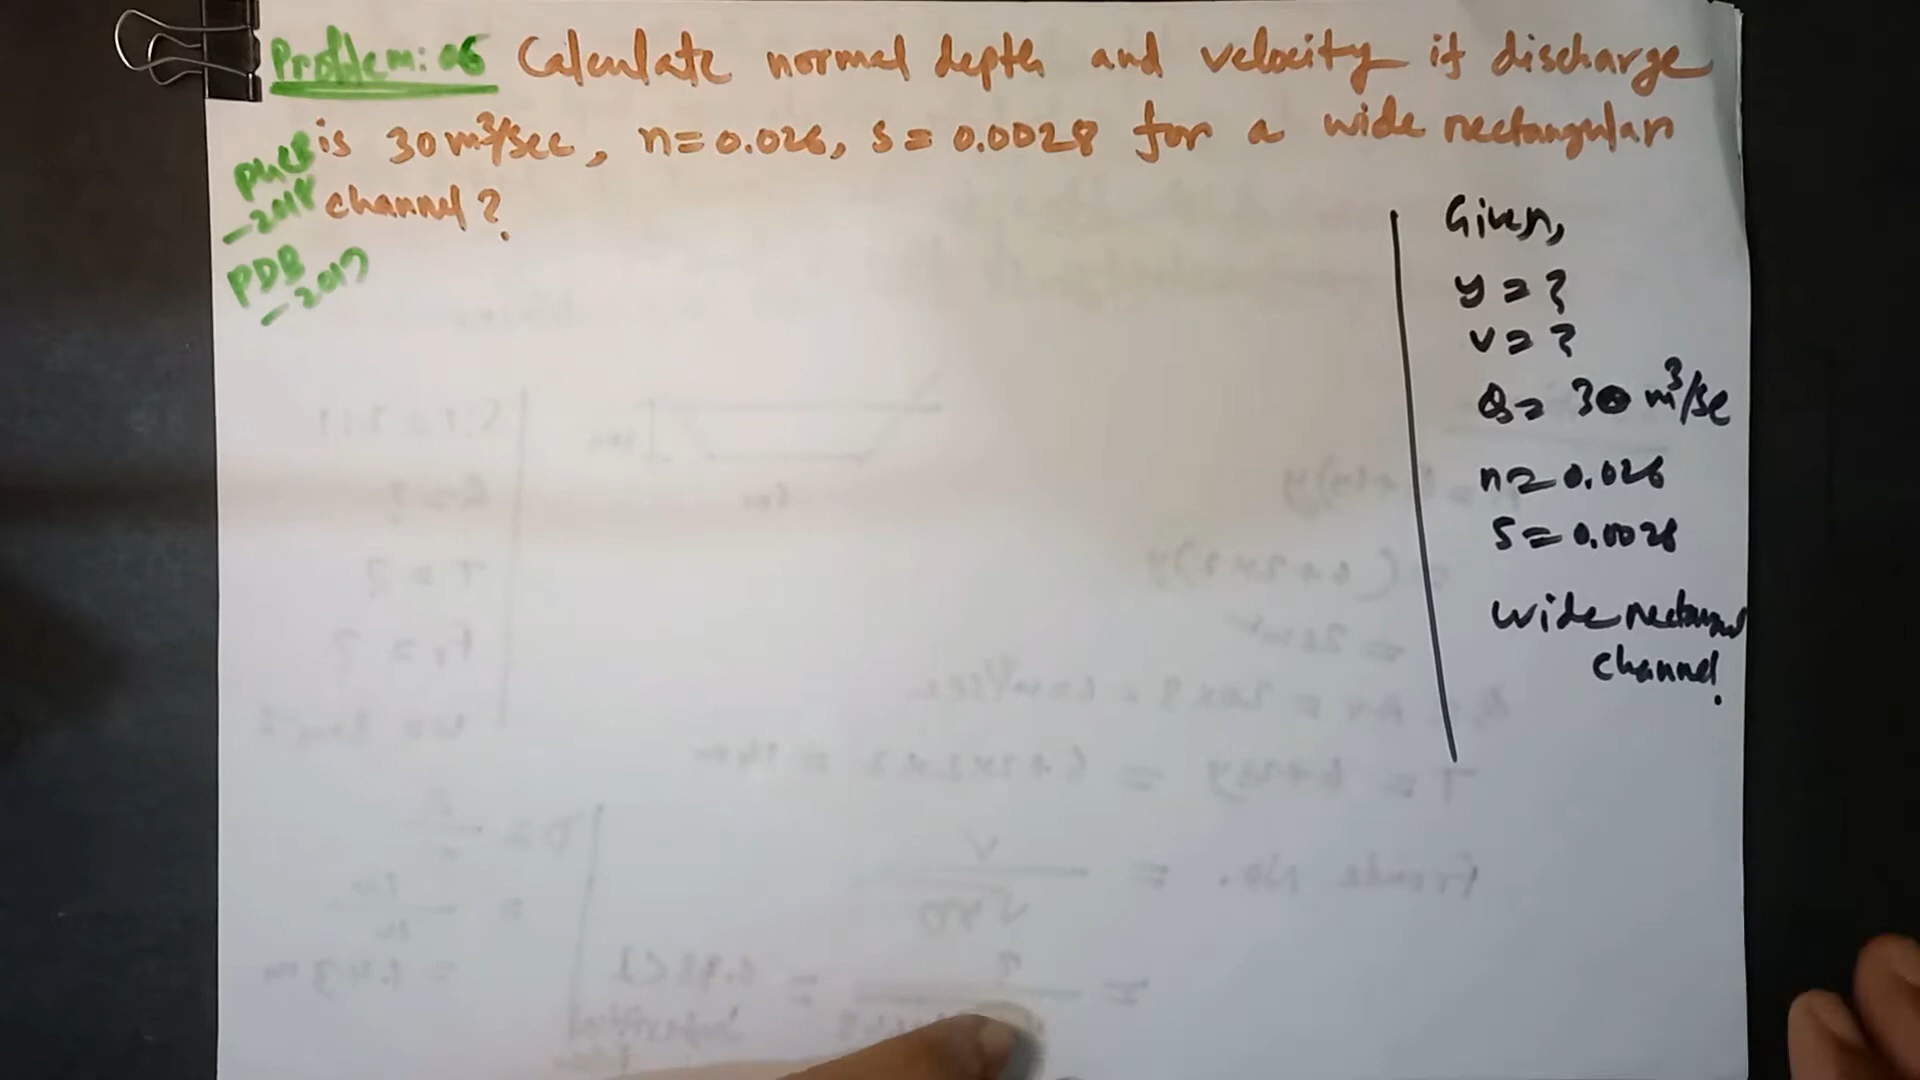 Problem: 06 Calculate normal depth and velocity if discharge
is 30 m³/sec, n=0.026, s=0.0028 for a wide rectangular
channel?
-2018
PDB
-2017
Given,
y=?
v=?
Q= 30 m³/se
n=0.026
S=0.0028
wide
channel.